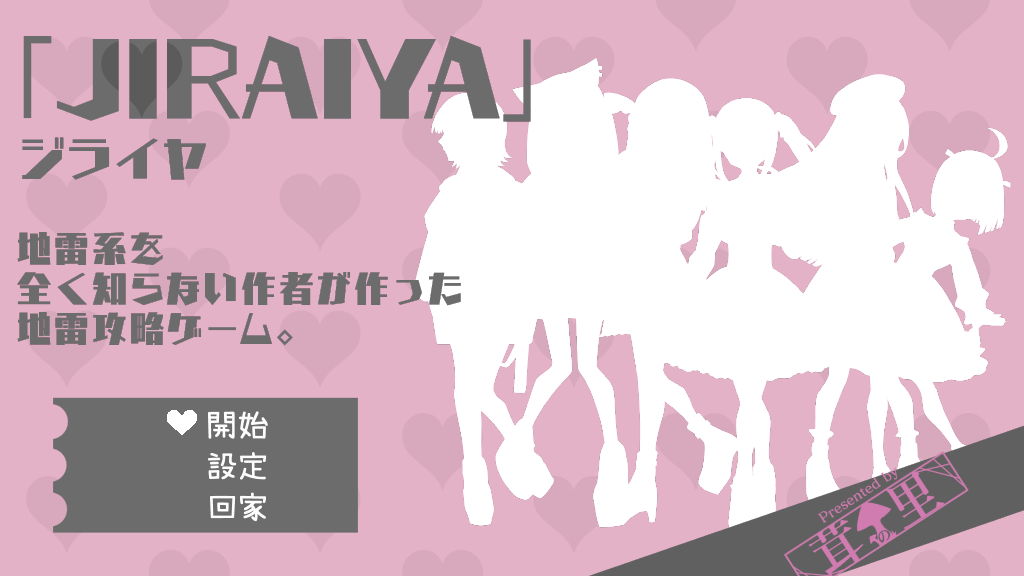 「JIRAIYA」
ジライヤ
地雷系を
全く知らない作者が作った
地雷攻略ゲーム。
開始
設定
回家
Presented by
茸の里